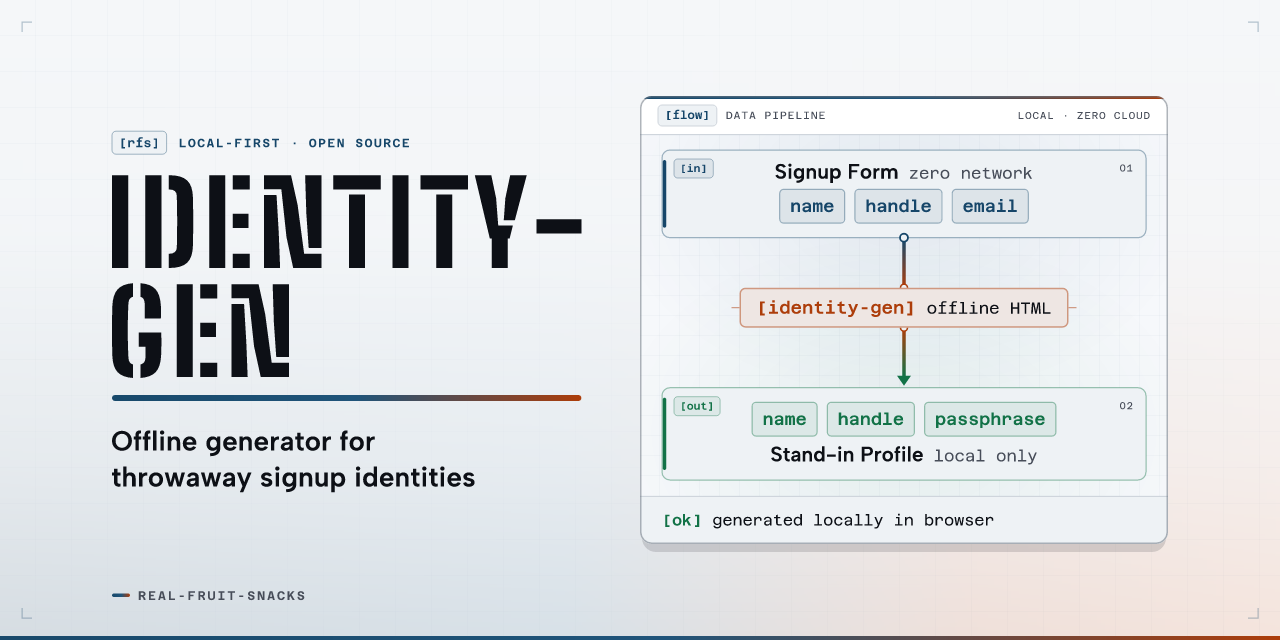 [rfs] LOCAL-FIRST · OPEN SOURCE
IDENTITY-
GEN
Offline generator for
throwaway signup identities
REAL-FRUIT-SNACKS
[flow] DATA PIPELINE LOCAL · ZERO CLOUD
[in] Signup Form zero network 01
name handle email
[identity-gen] offline HTML
[out] name handle passphrase 02
Stand-in Profile local only
[ok] generated locally in browser